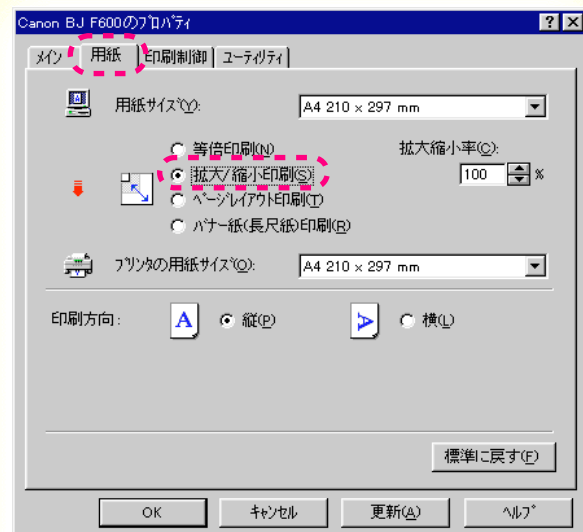 Canon BJ F600のﾌﾟﾛﾊﾟﾃｨ
ﾒｲﾝ 用紙 印刷制御 ﾕｰﾃｨﾘﾃｨ
用紙ｻｲｽﾞ(Y): A4 210 x 297 mm
等倍印刷(N) 拡大縮小率(C):
拡大/縮小印刷(S) 100 %
ﾍﾟｰｼﾞﾚｲｱｳﾄ印刷(T)
ﾊﾞﾅｰ紙(長尺紙)印刷(R)
ﾌﾟﾘﾝﾀの用紙ｻｲｽﾞ(O): A4 210 x 297 mm
印刷方向: A 縦(P) A 横(L)
標準に戻す(F)
OK ｷｬﾝｾﾙ 更新(A) ﾍﾙﾌﾟ